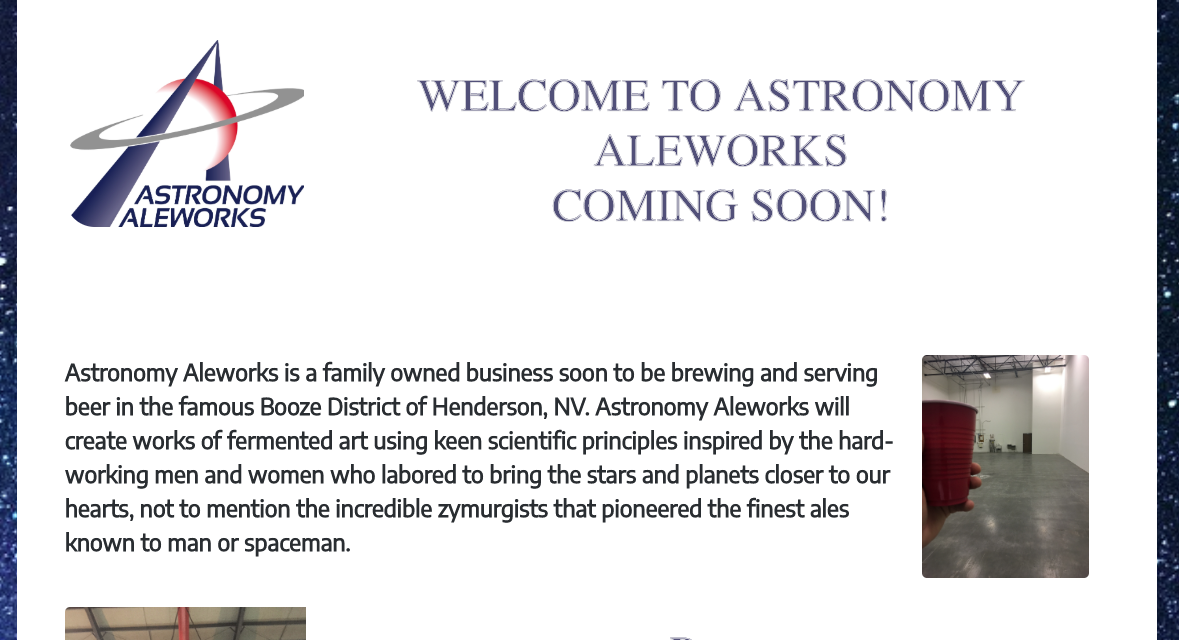 ASTRONOMY
ALEWORKS
WELCOME TO ASTRONOMY
ALEWORKS
COMING SOON!
Astronomy Aleworks is a family owned business soon to be brewing and serving
beer in the famous Booze District of Henderson, NV. Astronomy Aleworks will
create works of fermented art using keen scientific principles inspired by the hard-
working men and women who labored to bring the stars and planets closer to our
hearts, not to mention the incredible zymurgists that pioneered the finest ales
known to man or spaceman.